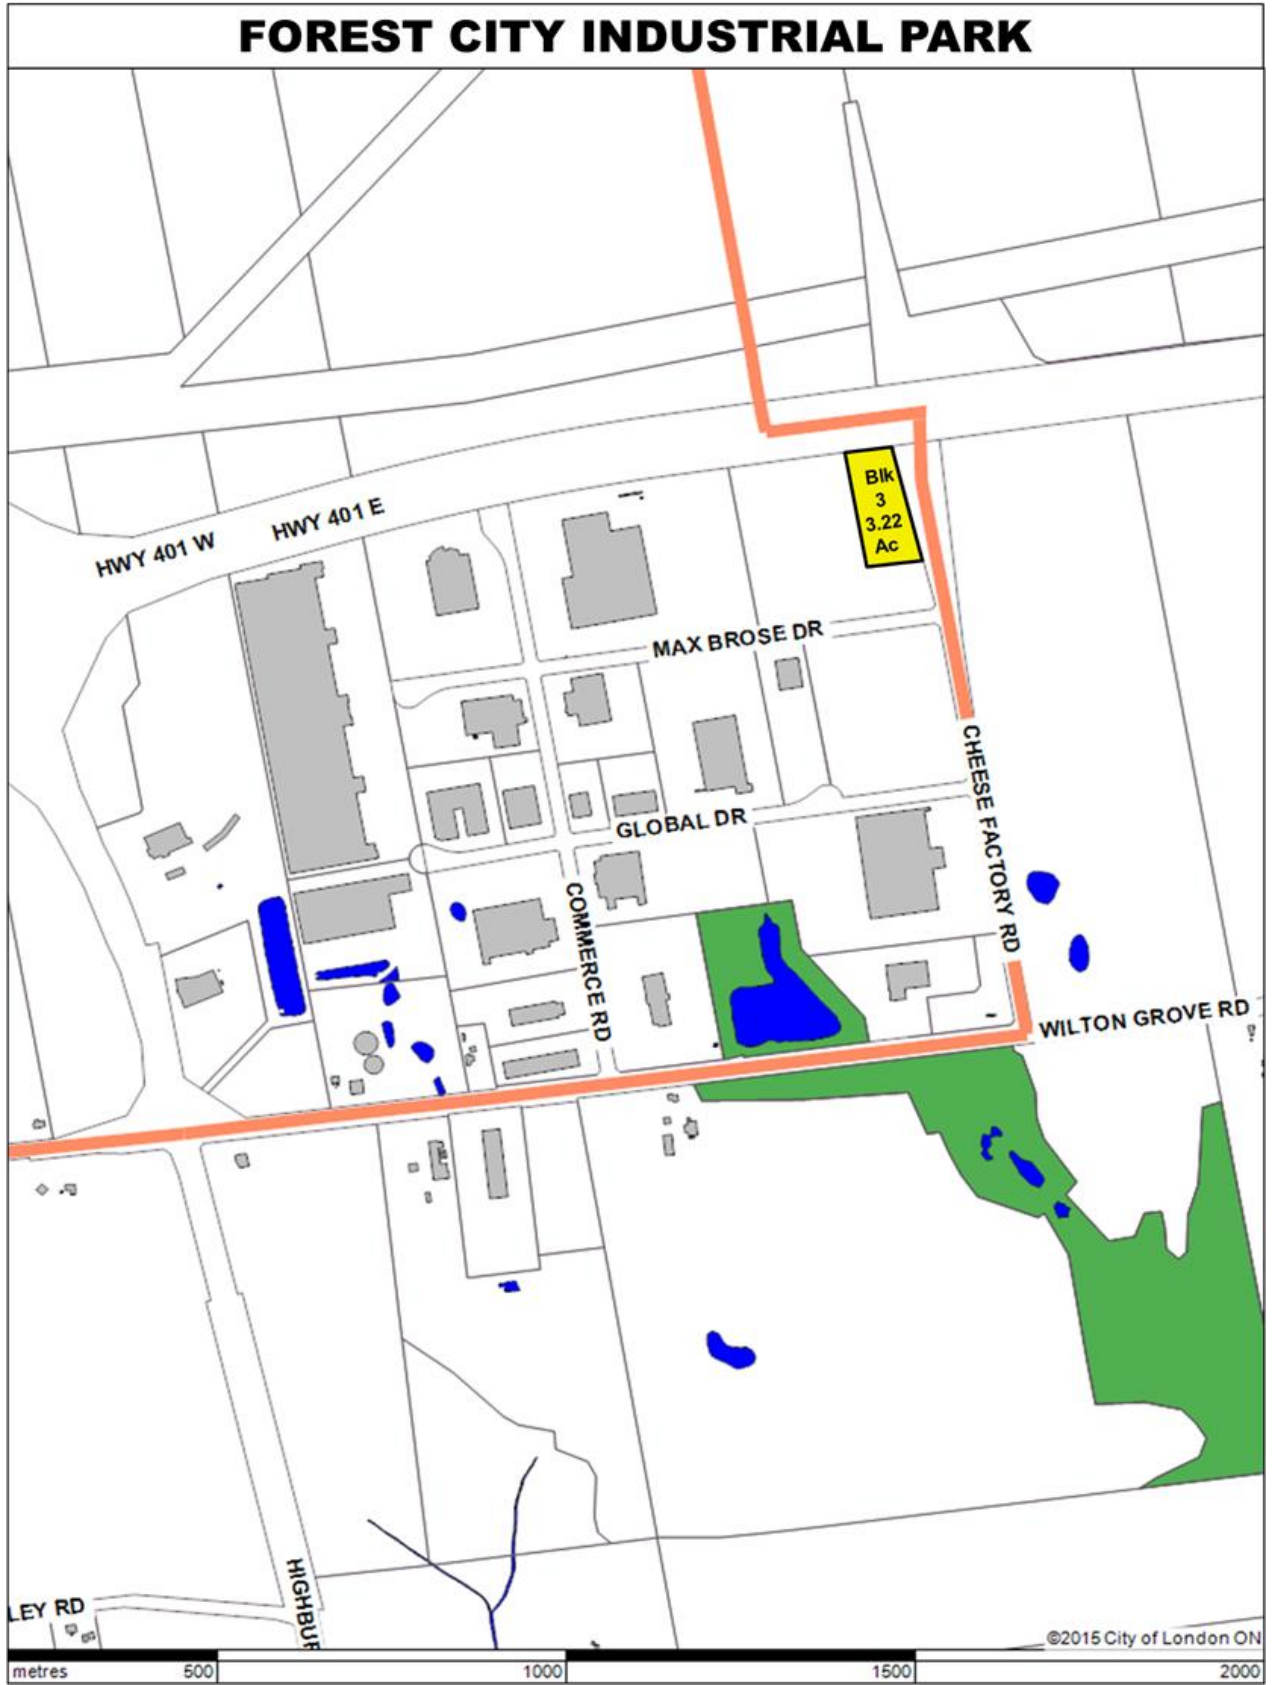 FOREST CITY INDUSTRIAL PARK
Blk
3
3.22
Ac
HWY 401 W
HWY 401 E
MAX BROSE DR
CHEESE FACTORY RD
GLOBAL DR
COMMERCE RD
WILTON GROVE RD
HIGHBUR
LEY RD
©2015 City of London ON
metres 500 1000 1500 2000